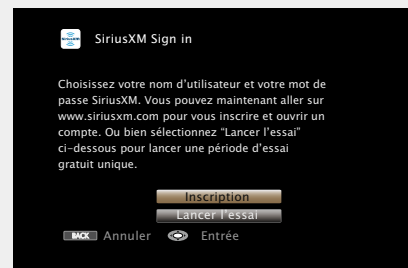 SiriusXM Sign in
Choisissez votre nom d'utilisateur et votre mot de
passe SiriusXM. Vous pouvez maintenant aller sur
www.siriusxm.com pour vous inscrire et ouvrir un
compte. Ou bien sélectionnez “Lancer l'essai”
ci-dessous pour lancer une période d'essai
gratuit unique.
Inscription
Lancer l'essai
BACK Annuler Entrée